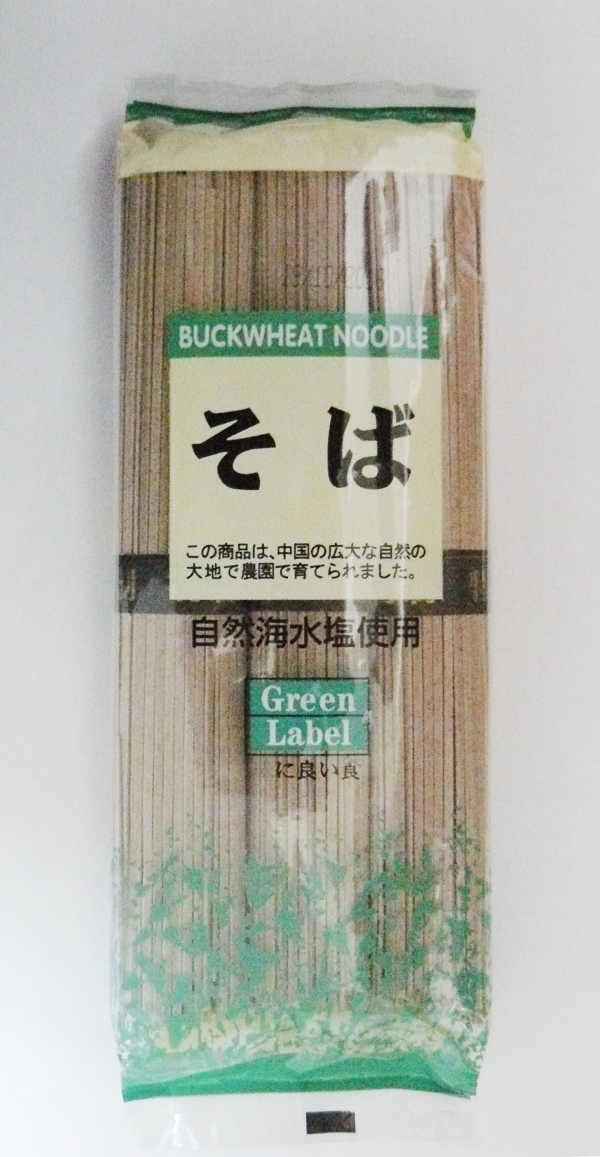 BUCKWHEAT NOODLE
そば
この商品は、中国の広大な自然の
大地で農園で育てられました。
自然海水塩使用
Green
Label
に良い良